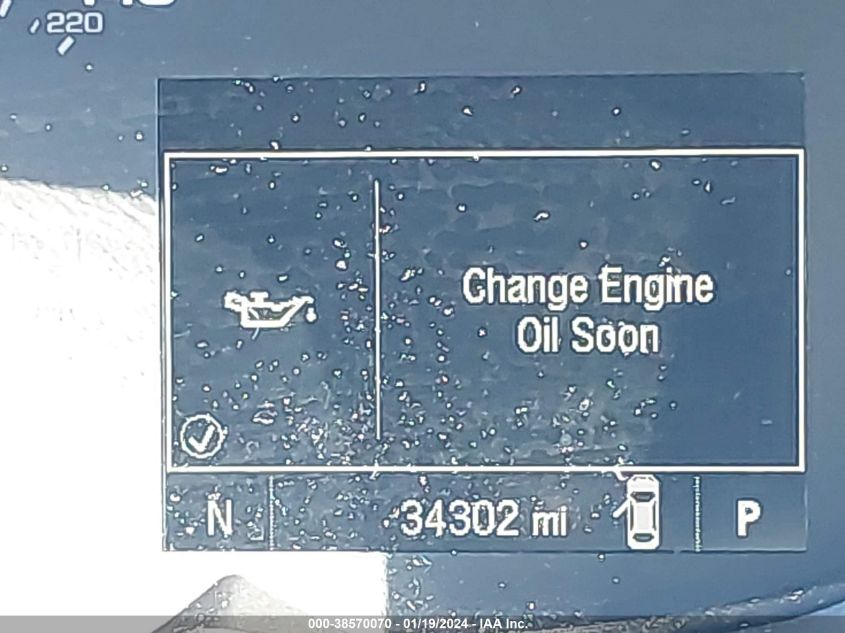 220
Change Engine
Oil Soon
N 34302 mi P
000-38570070 - 01/19/2024 - IAA Inc.